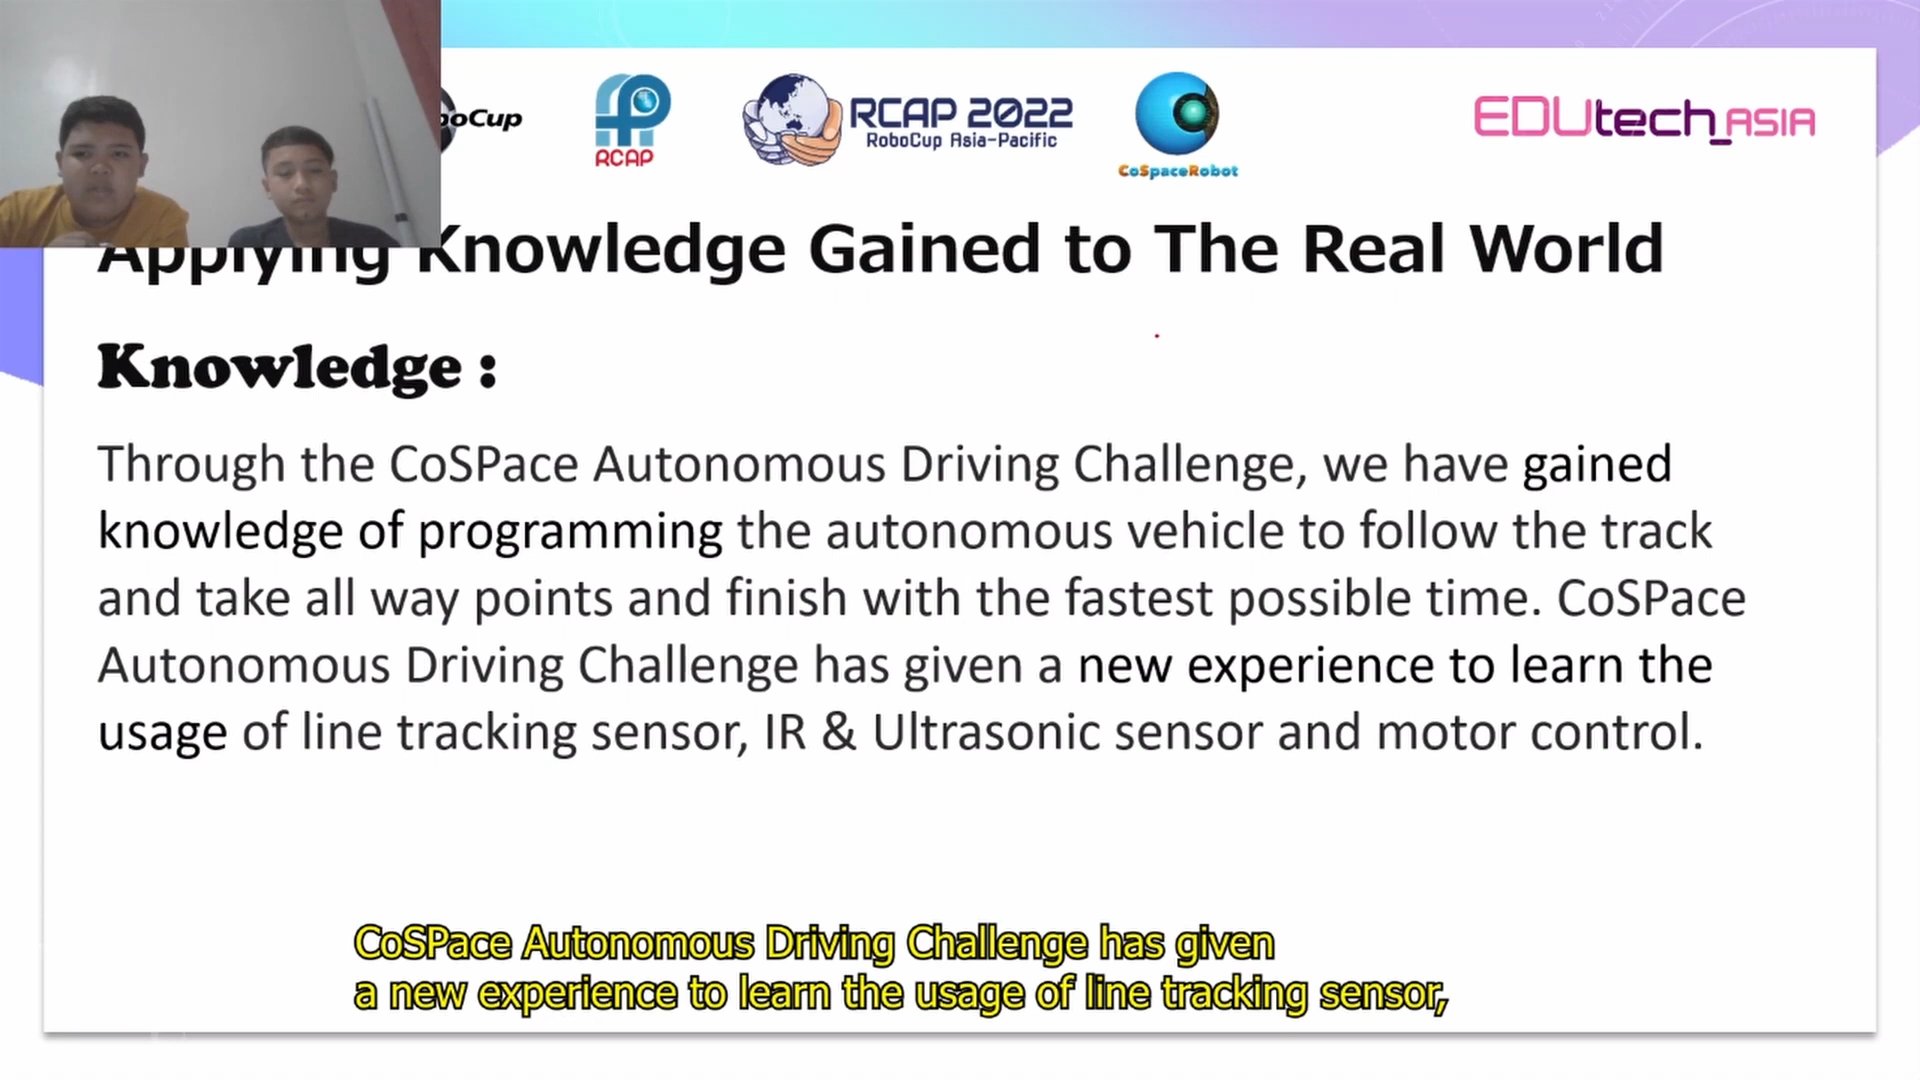 boCup
RCAP
RCAP 2022
RoboCup Asia-Pacific
CoSpaceRobot
EDUtech_ASIA
Applying Knowledge Gained to The Real World
Knowledge :
Through the CoSPace Autonomous Driving Challenge, we have gained
knowledge of programming the autonomous vehicle to follow the track
and take all way points and finish with the fastest possible time. CoSPace
Autonomous Driving Challenge has given a new experience to learn the
usage of line tracking sensor, IR & Ultrasonic sensor and motor control.
CoSPace Autonomous Driving Challenge has given
a new experience to learn the usage of line tracking sensor,